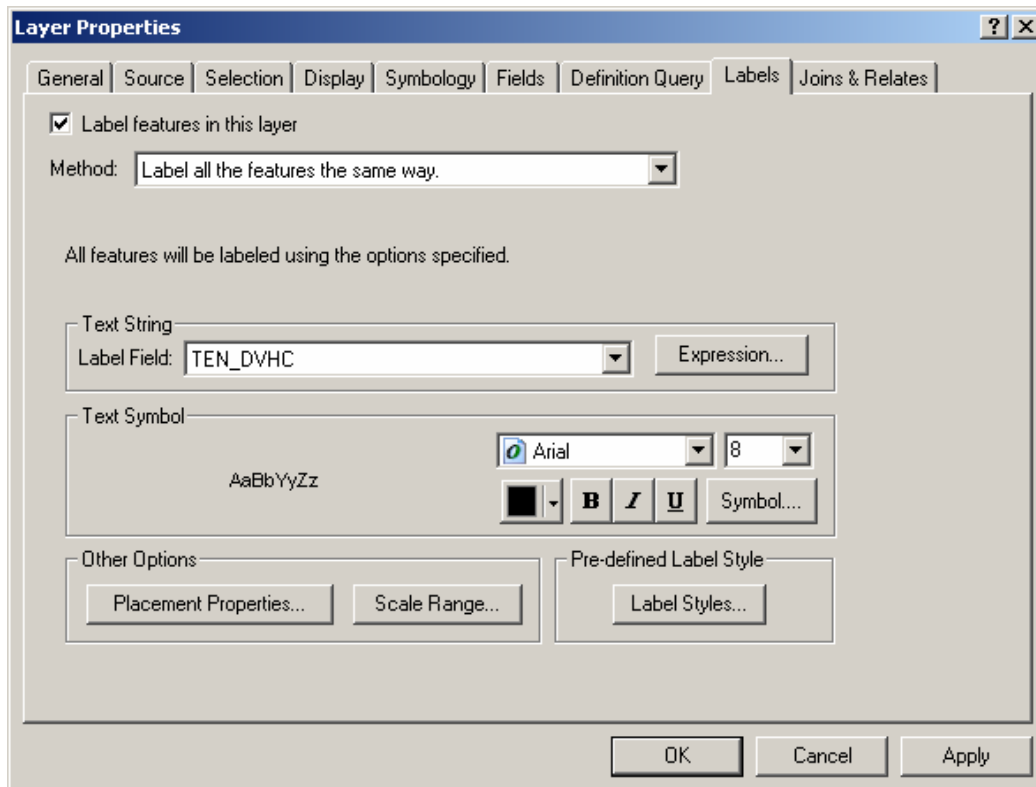 Layer Properties
General Source Selection Display Symbology Fields Definition Query Labels Joins & Relates
Label features in this layer
Method: Label all the features the same way.
All features will be labeled using the options specified.
Text String
Label Field: TEN_DVHC Expression...
Text Symbol
AaBbYyZz
Arial 8
B I U Symbol....
Other Options
Placement Properties... Scale Range...
Pre-defined Label Style
Label Styles...
OK Cancel Apply